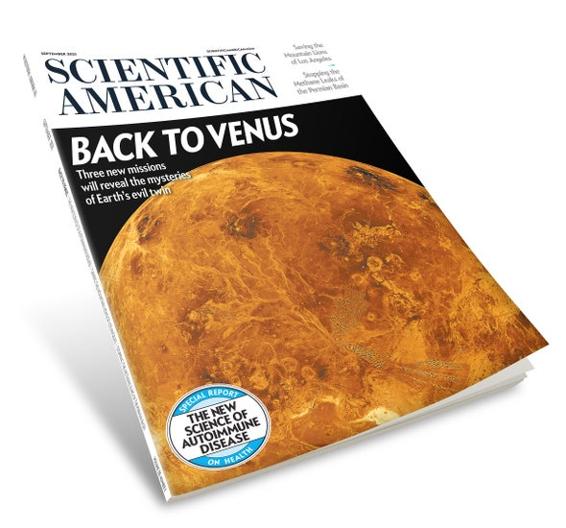 SEPTEMBER 2021
SCIENTIFICAMERICAN.COM
SCIENTIFIC
AMERICAN
Saving the
Mountain Lions
of Los Angeles
Stopping the
Methane Leaks of
the Permian Basin
BACK TO VENUS
Three new missions
will reveal the mysteries
of Earth's evil twin
SPECIAL REPORT
THE NEW
SCIENCE OF
AUTOIMMUNE
DISEASE
ON HEALTH